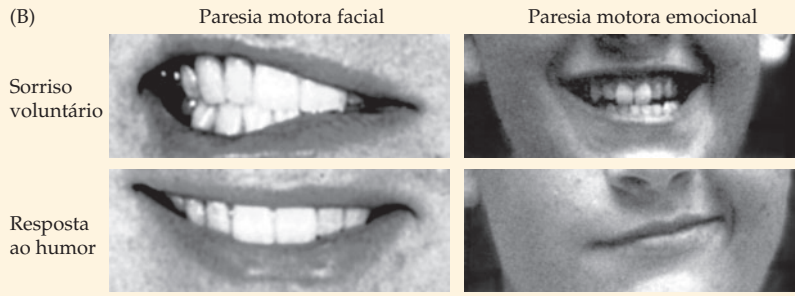 (B)
Paresia motora facial
Paresia motora emocional
Sorriso
voluntário
Resposta
ao humor